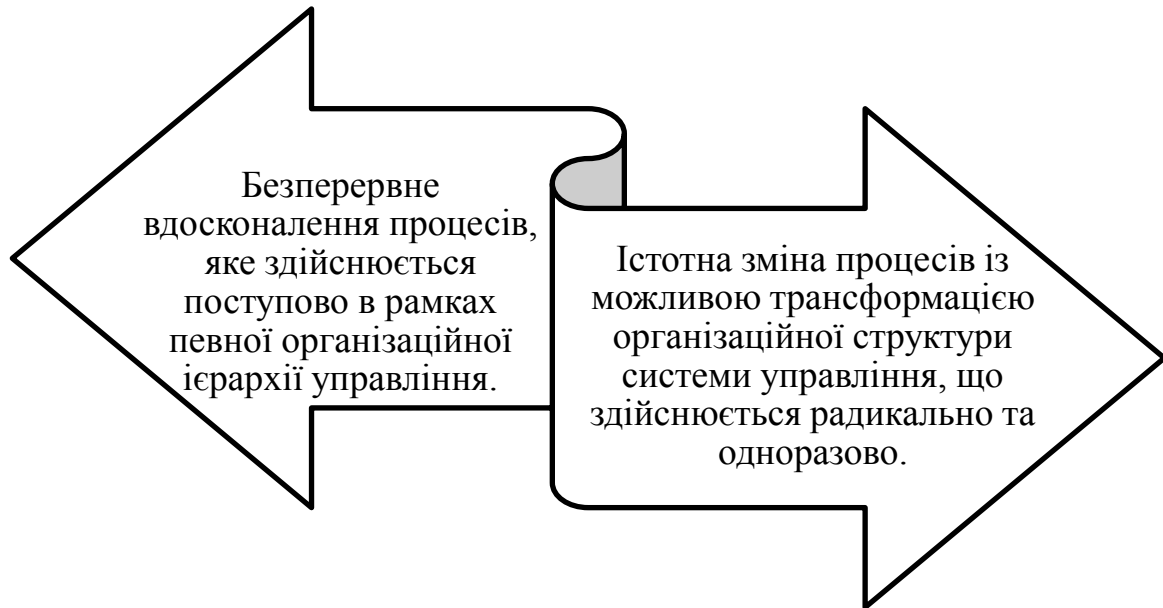 Безперервне
вдосконалення процесів,
яке здійснюється
поступово в рамках
певної організаційної
ієрархії управління.
Істотна зміна процесів із
можливою трансформацією
організаційної структури
системи управління, що
здійснюється радикально та
одноразово.